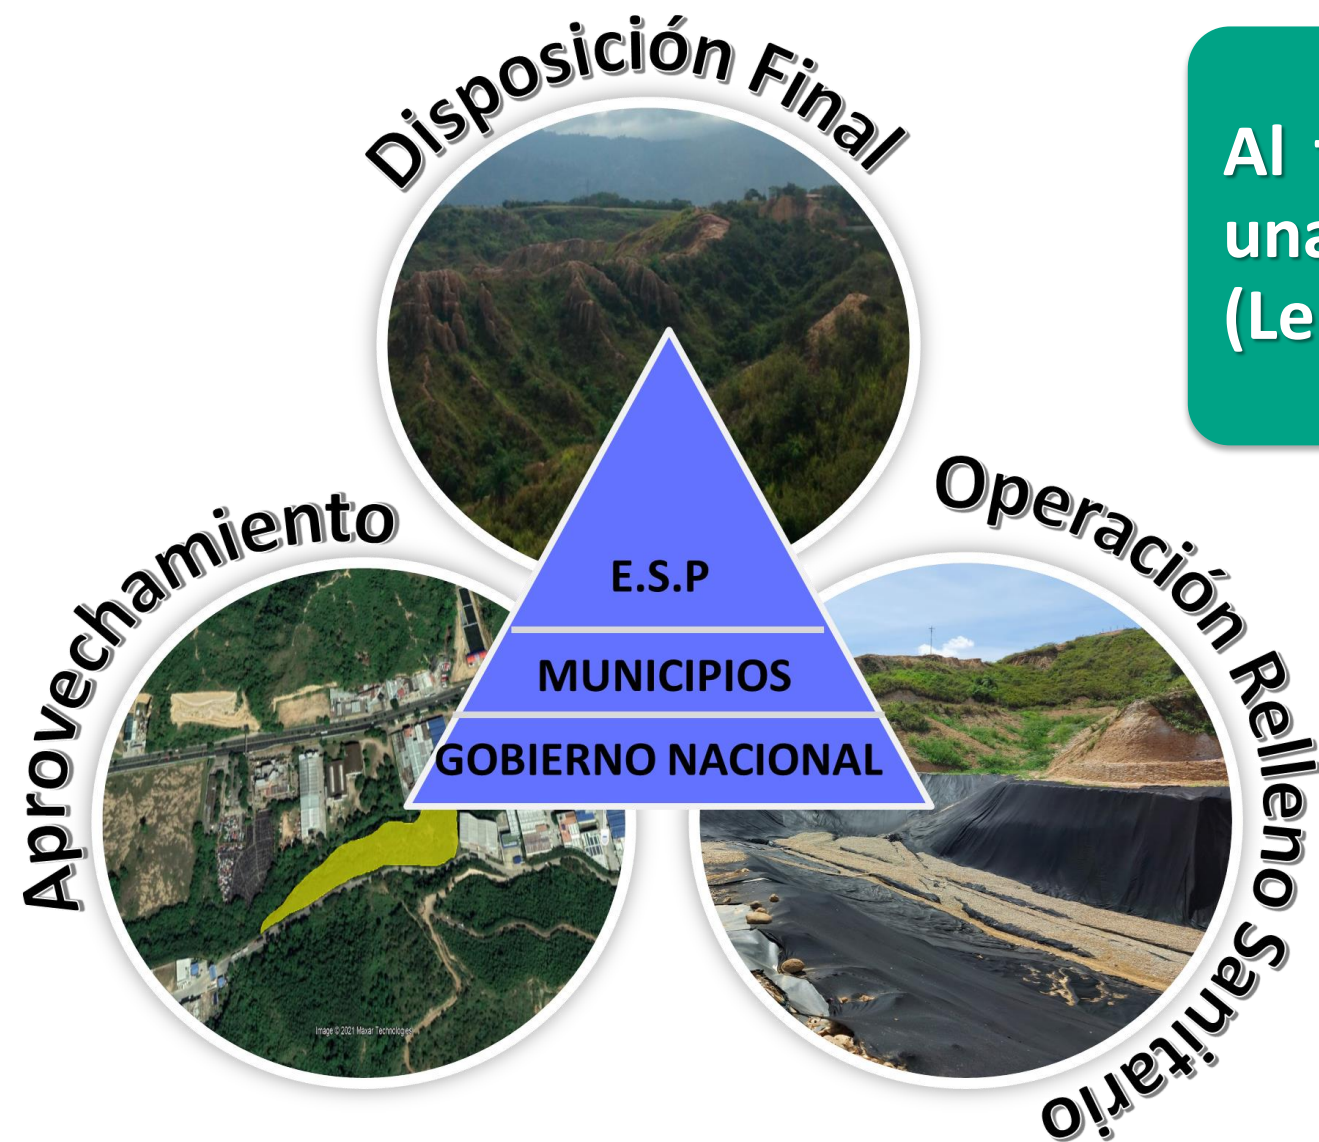 Disposición Final
Al
una
(Le
Aprovechamiento
Operación Relleno Sanitario
E.S.P
MUNICIPIOS
GOBIERNO NACIONAL
Image © 2021 Maxar Technologies